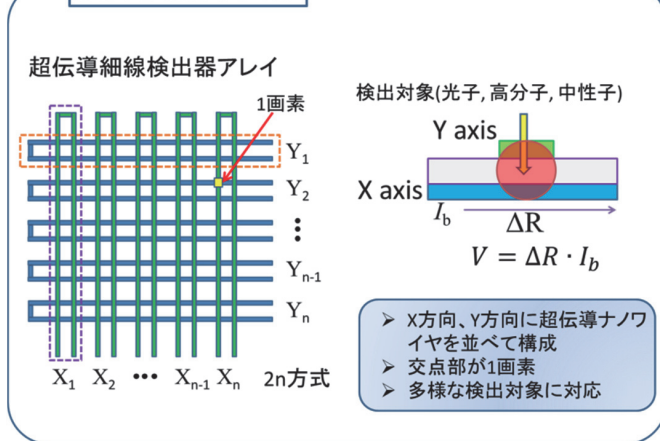 超伝導細線検出器アレイ
1画素
Y₁
Y₂
⋮
Yₙ₋₁
Yₙ
X₁ X₂ ••• Xₙ₋₁ Xₙ 2n方式
検出対象(光子, 高分子, 中性子)
Y axis
X axis
I_b
ΔR
V = ΔR · I_b
➢ X方向、Y方向に超伝導ナノワ
イヤを並べて構成
➢ 交点部が1画素
➢ 多様な検出対象に対応